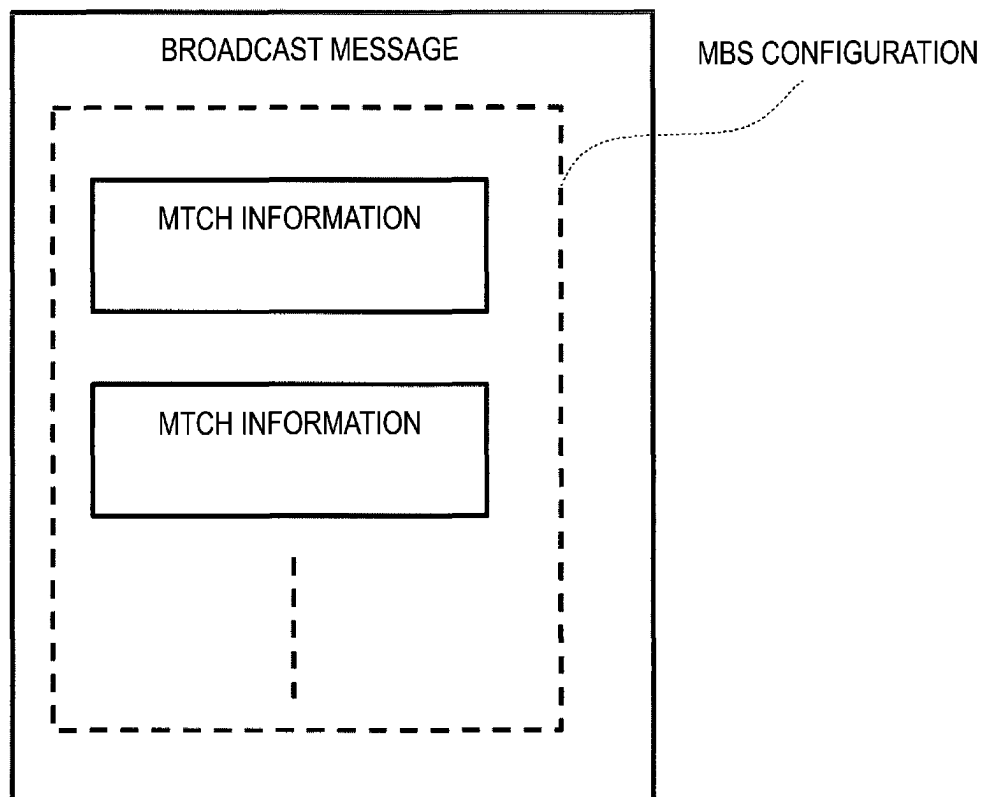 BROADCAST MESSAGE
MBS CONFIGURATION
MTCH INFORMATION
MTCH INFORMATION